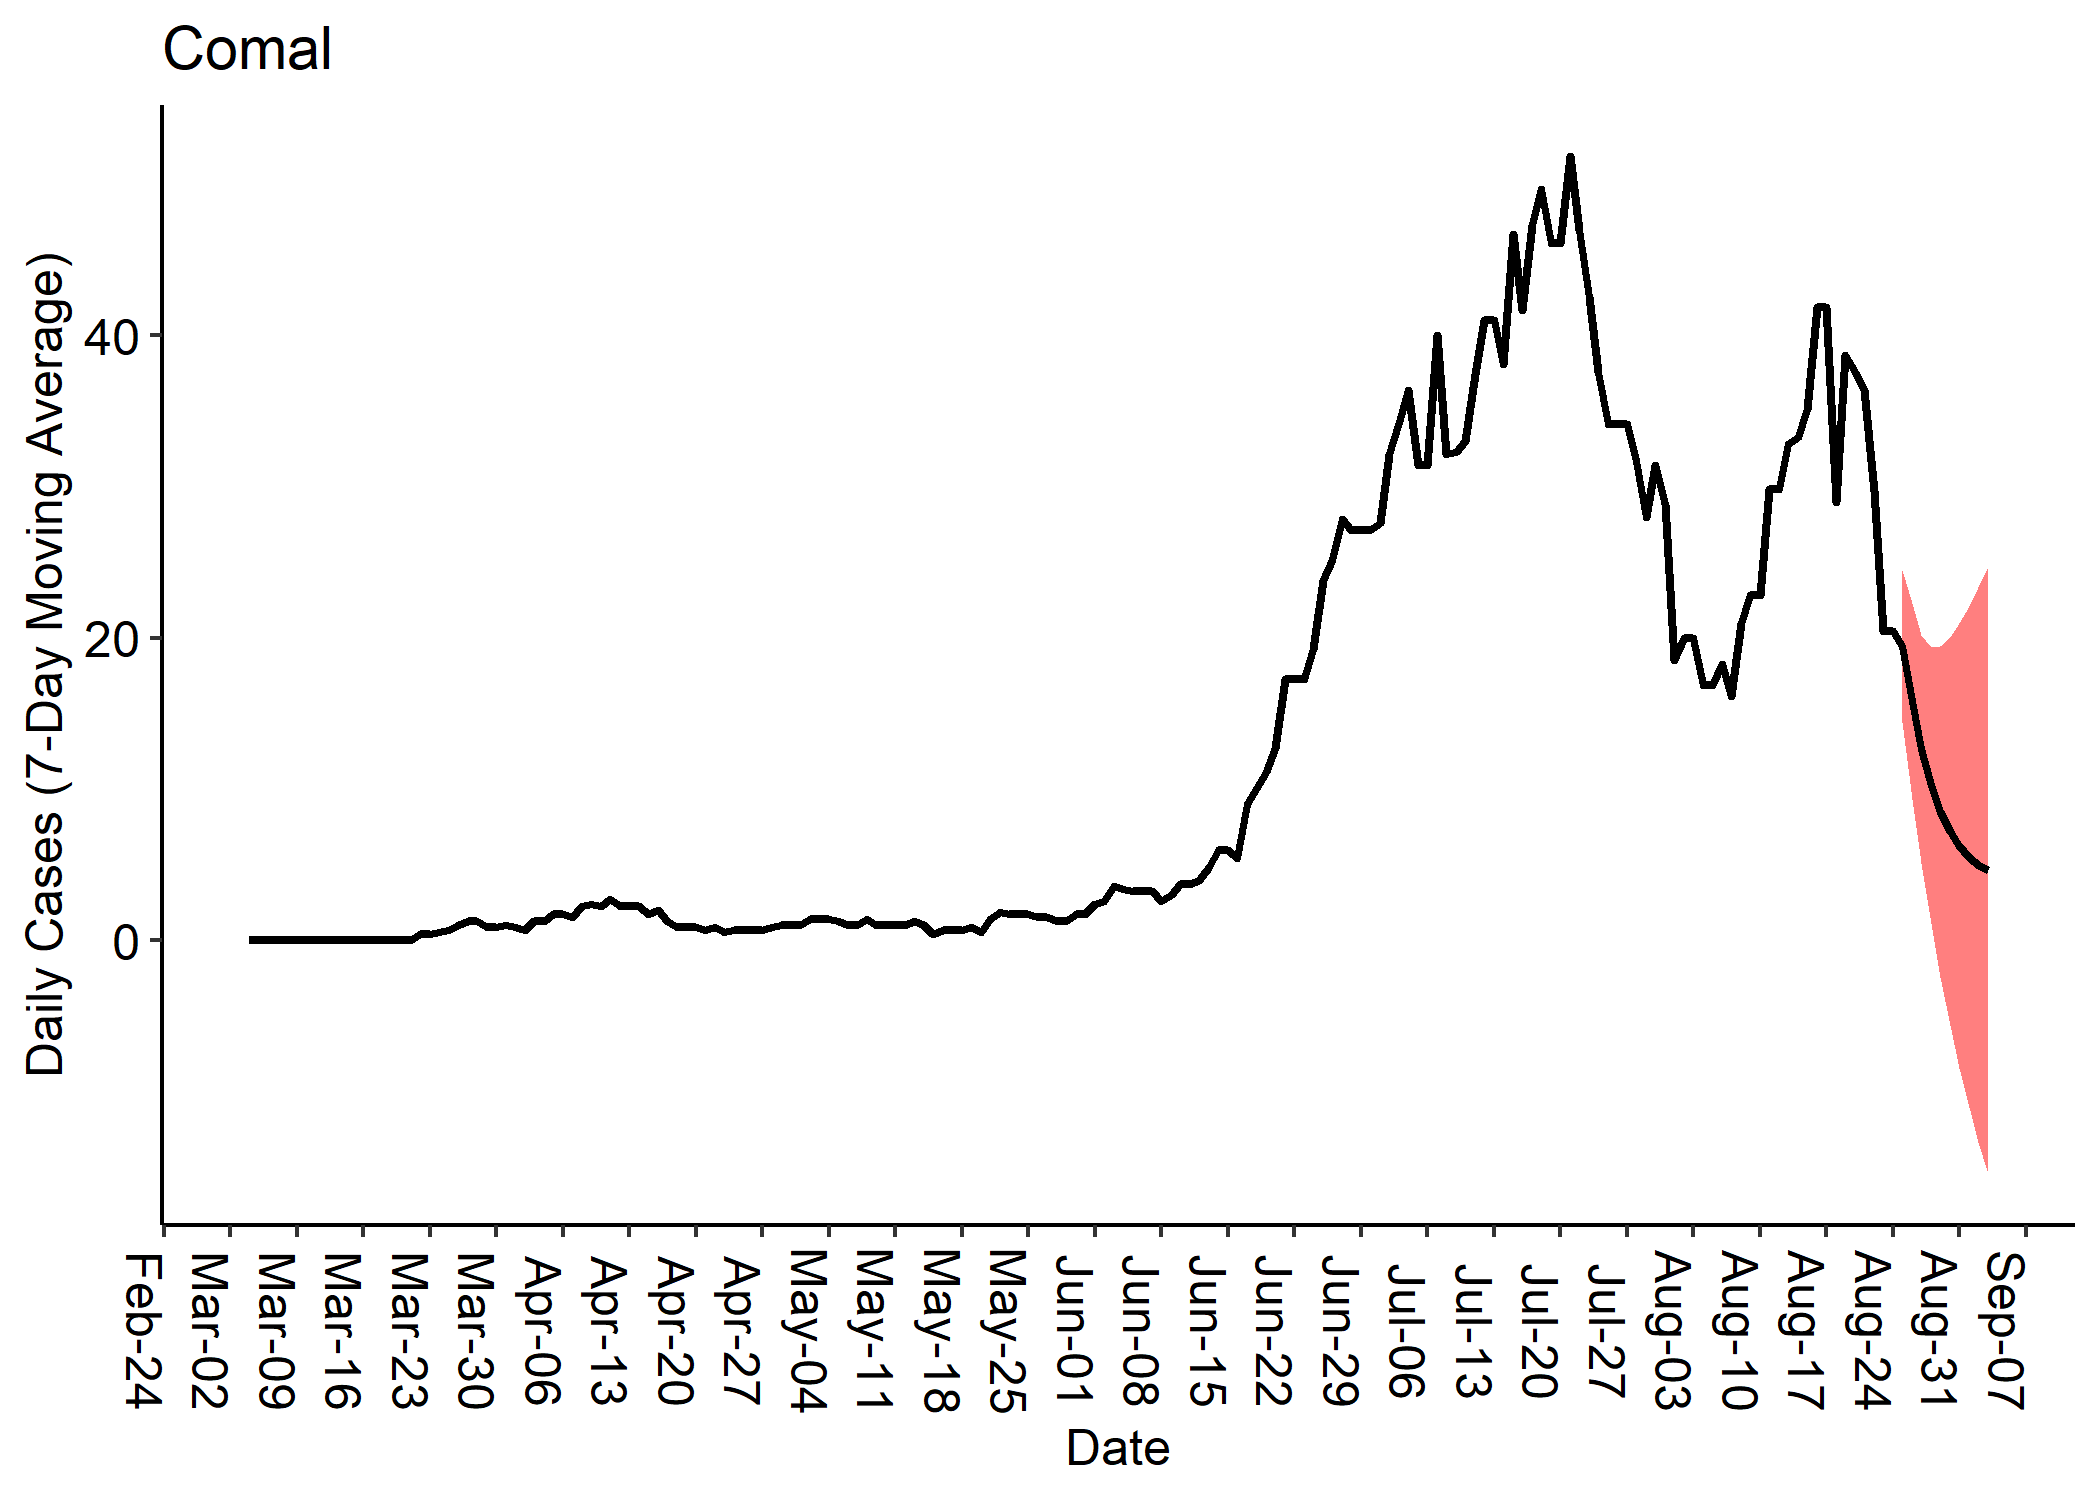 Comal
Daily Cases (7-Day Moving Average)
40
20
0
Feb-24
Mar-02
Mar-09
Mar-16
Mar-23
Mar-30
Apr-06
Apr-13
Apr-20
Apr-27
May-04
May-11
May-18
May-25
Jun-01
Jun-08
Jun-15
Jun-22
Jun-29
Jul-06
Jul-13
Jul-20
Jul-27
Aug-03
Aug-10
Aug-17
Aug-24
Aug-31
Sep-07
Date